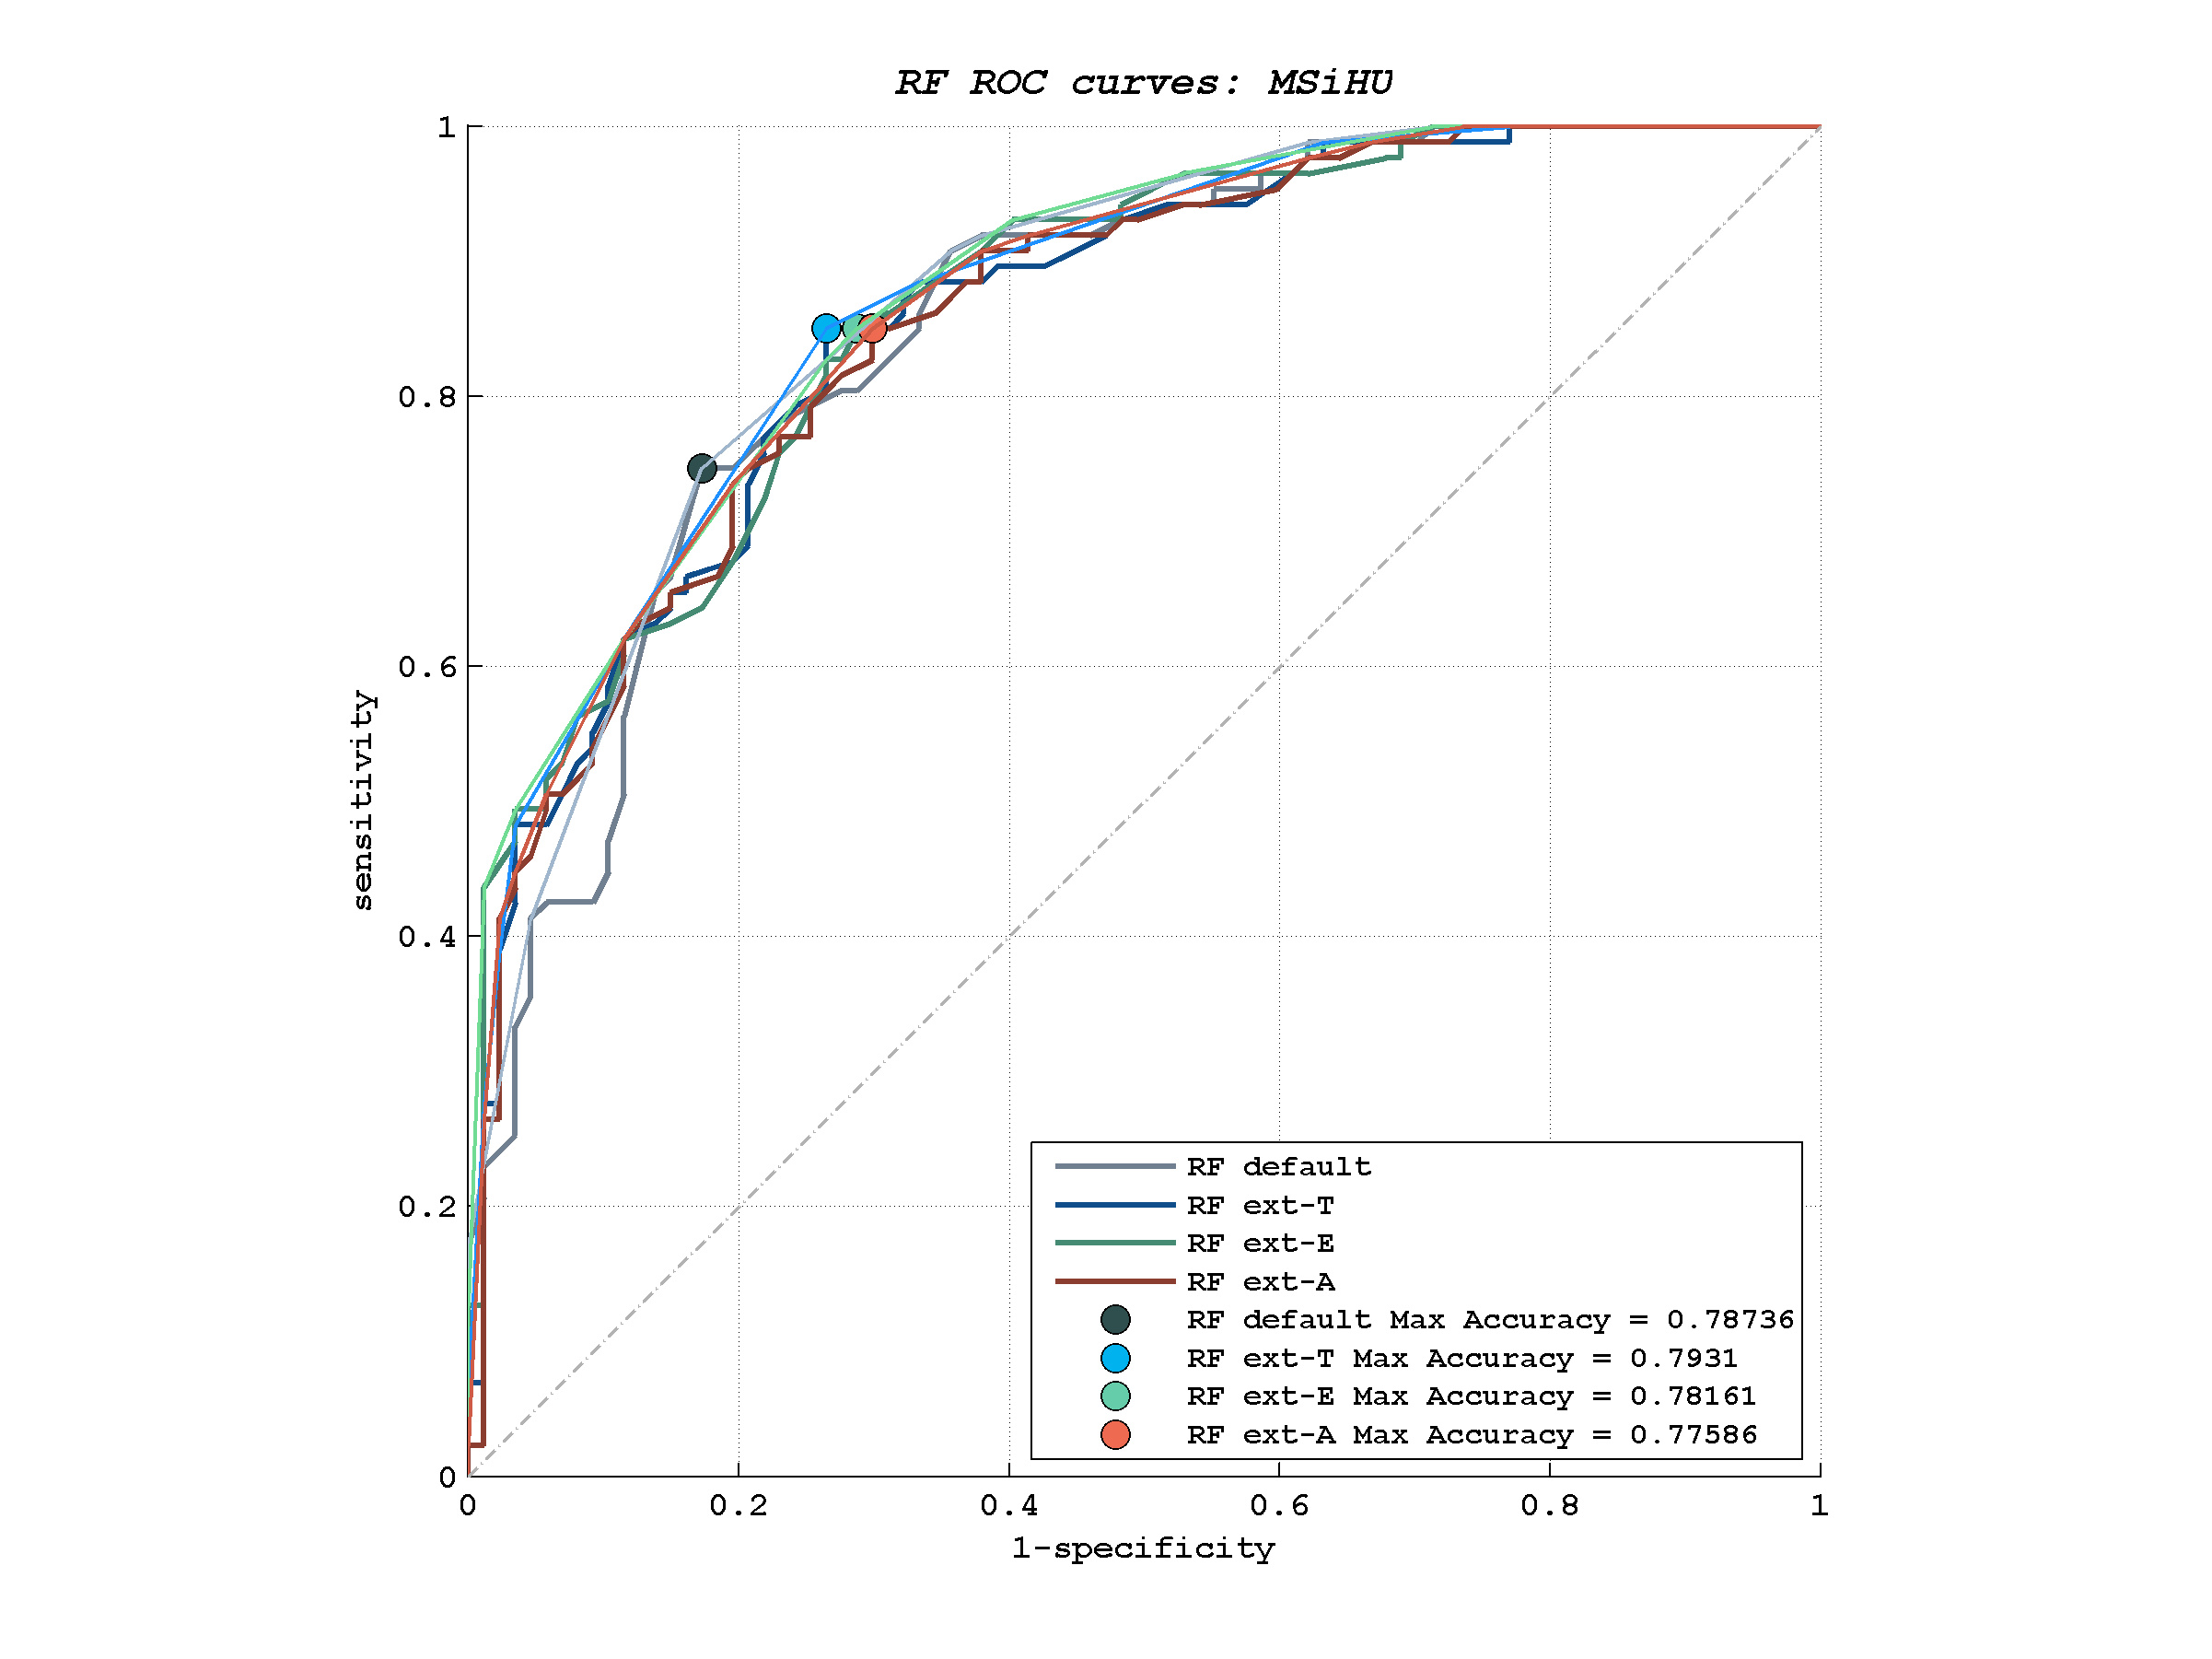 RF ROC curves: MSiHU
1
0.8
0.6
0.4
0.2
0
sensitivity
RF default
RF ext-T
RF ext-E
RF ext-A
RF default Max Accuracy = 0.78736
RF ext-T Max Accuracy = 0.7931
RF ext-E Max Accuracy = 0.78161
RF ext-A Max Accuracy = 0.77586
0 0.2 0.4 0.6 0.8 1
1-specificity